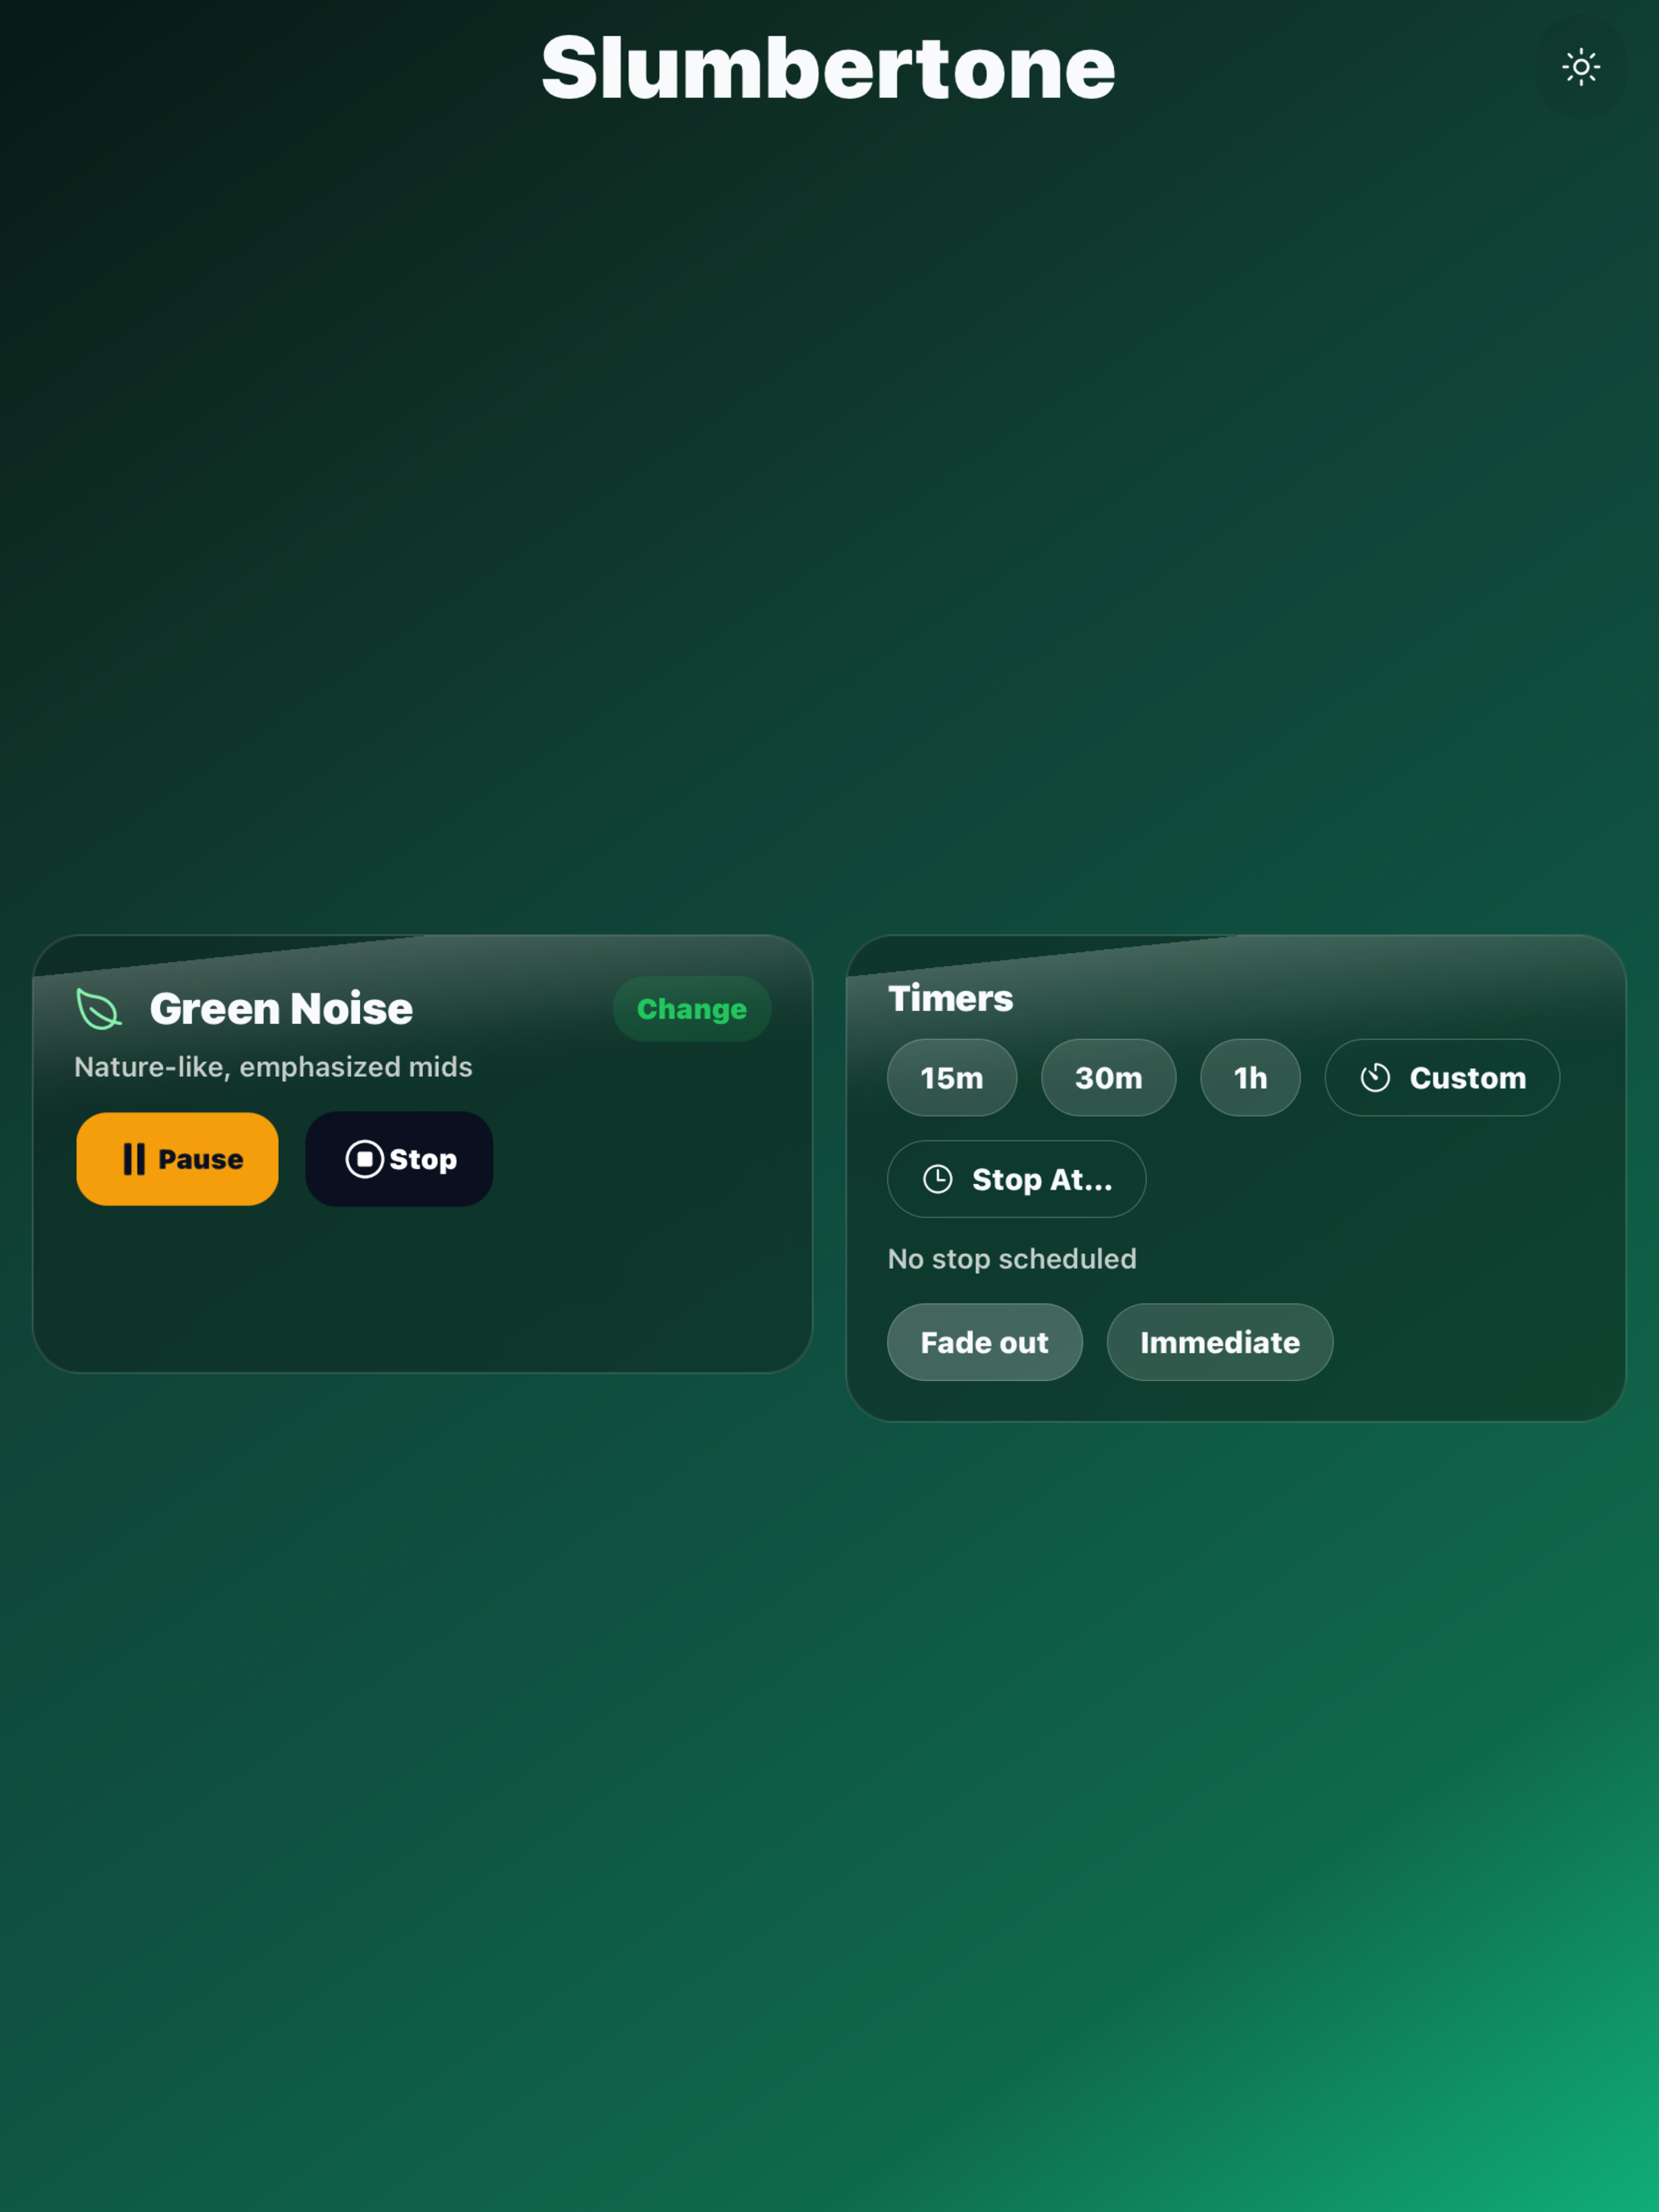 Slumbertone
Green Noise
Change
Nature-like, emphasized mids
Pause
Stop
Timers
15m
30m
1h
Custom
Stop At...
No stop scheduled
Fade out
Immediate